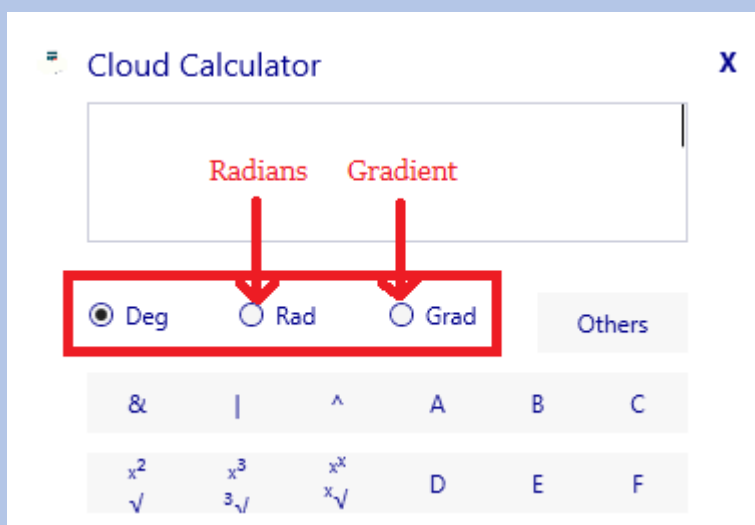 Cloud Calculator X
Radians Gradient
Deg Rad Grad Others
& | ^ A B C
x² x³ xˣ D E F
√ ³√ ˣ√